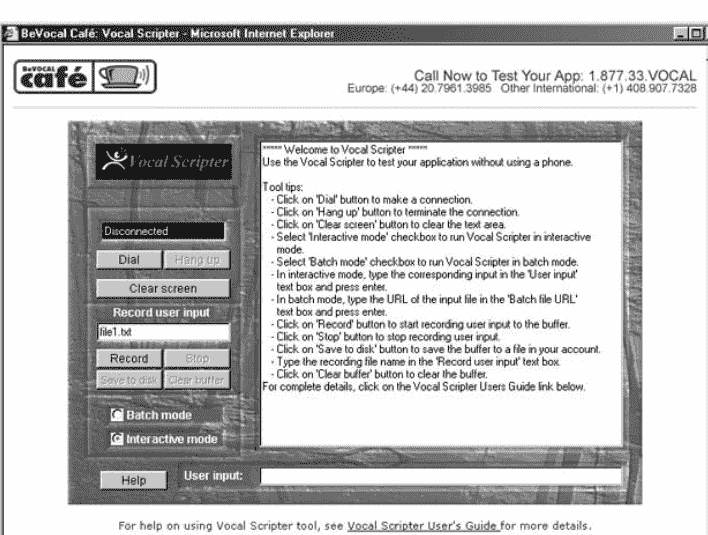 BeVocal Café: Vocal Scripter - Microsoft Internet Explorer
BeVOCAL
café
Call Now to Test Your App: 1.877.33.VOCAL
Europe: (+44) 20.7961.3985 Other International: (+1) 408.907.7328
Vocal Scripter
Disconnected
Dial Hang up
Clear screen
Record user input
file1.txt
Record Stop
Save to disk Clear buffer
Batch mode
Interactive mode
Help
***** Welcome to Vocal Scripter *****
Use the Vocal Scripter to test your application without using a phone.
Tool tips:
- Click on 'Dial' button to make a connection.
- Click on 'Hang up' button to terminate the connection.
- Click on 'Clear screen' button to clear the text area.
- Select 'Interactive mode' checkbox to run Vocal Scripter in interactive
mode.
- Select 'Batch mode' checkbox to run Vocal Scripter in batch mode.
- In interactive mode, type the corresponding input in the 'User input'
text box and press enter.
- In batch mode, type the URL of the input file in the 'Batch file URL'
text box and press enter.
- Click on 'Record' button to start recording user input to the buffer.
- Click on 'Stop' button to stop recording user input.
- Click on 'Save to disk' button to save the buffer to a file in your account.
- Type the recording file name in the 'Record user input' text box.
- Click on 'Clear buffer' button to clear the buffer.
For complete details, click on the Vocal Scripter Users Guide link below.
User input:
For help on using Vocal Scripter tool, see Vocal Scripter User's Guide for more details.